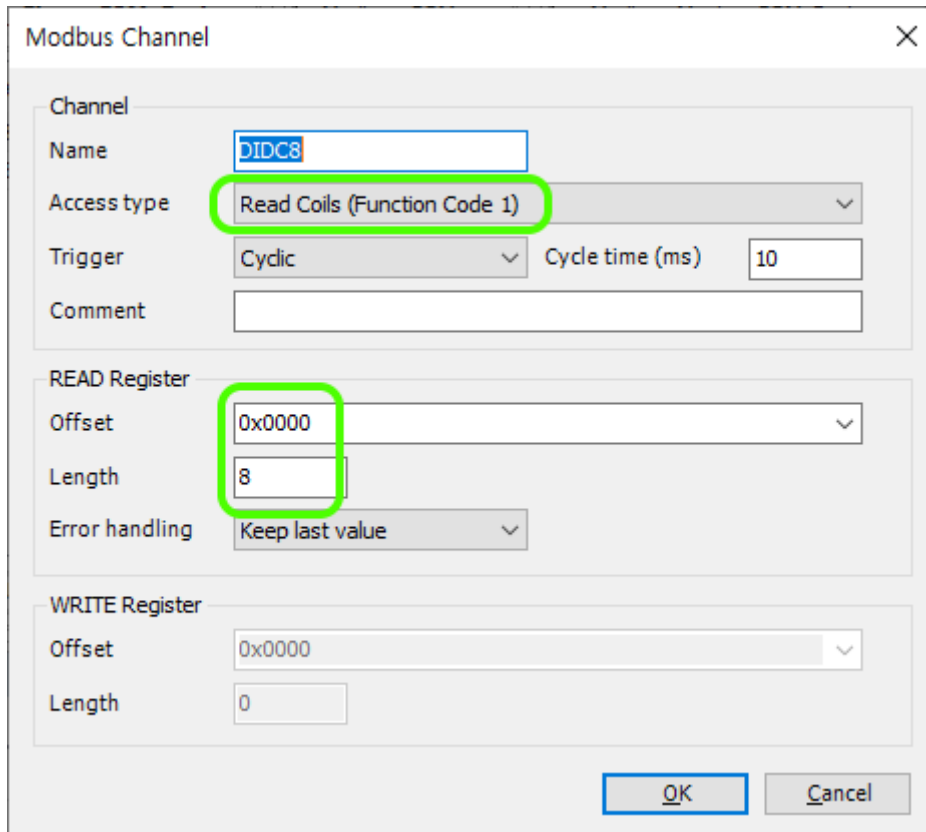 Modbus Channel
Channel
Name DIDC8
Access type Read Coils (Function Code 1)
Trigger Cyclic Cycle time (ms) 10
Comment
READ Register
Offset 0x0000
Length 8
Error handling Keep last value
WRITE Register
Offset 0x0000
Length 0
OK Cancel